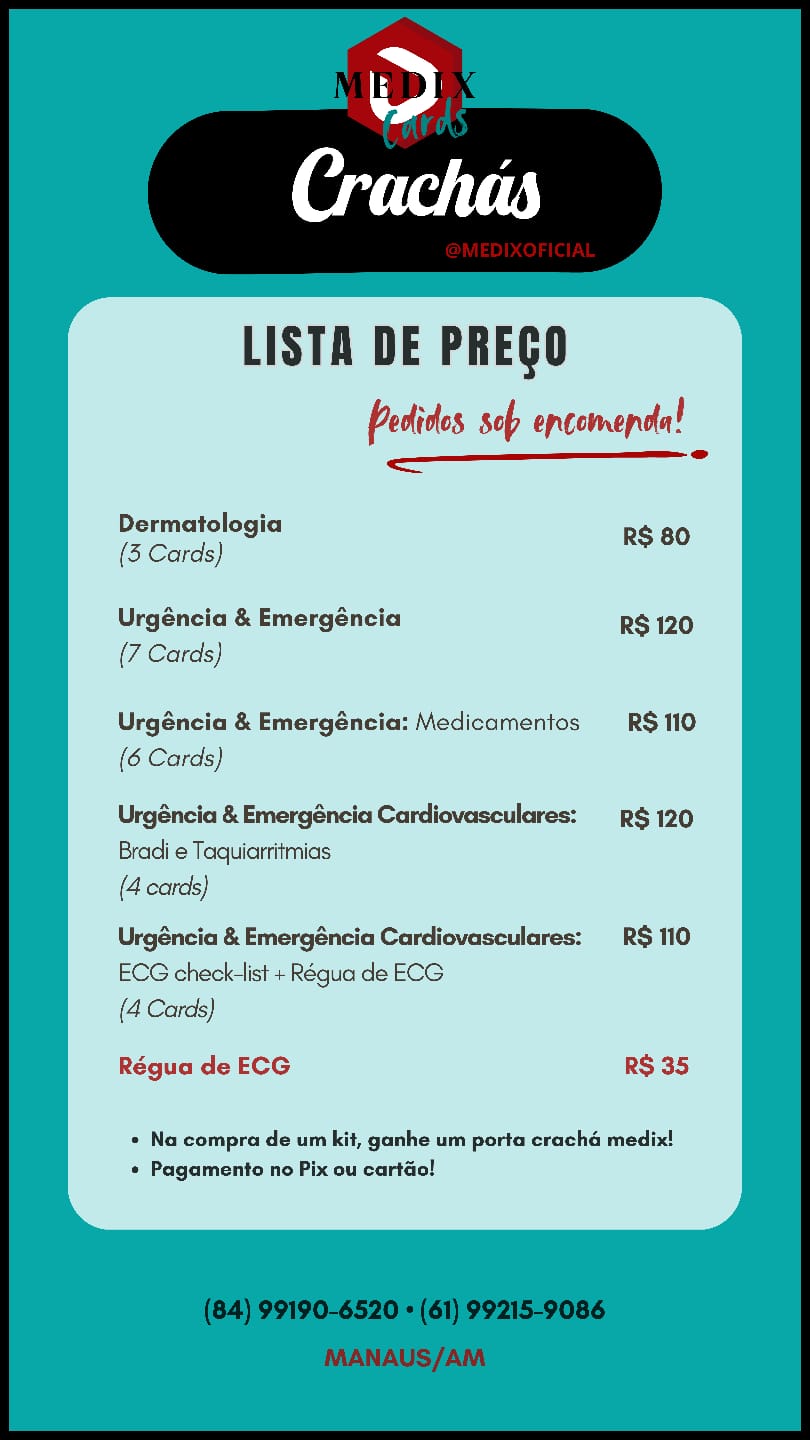 MEDIX
Cards
Crachás
@MEDIXOFICIAL
LISTA DE PREÇO
Pedidos sob encomenda!
Dermatologia
(3 Cards)
R$ 80
Urgência & Emergência
(7 Cards)
R$ 120
Urgência & Emergência: Medicamentos
(6 Cards)
R$ 110
Urgência & Emergência Cardiovasculares:
Bradi e Taquiarritmias
(4 cards)
R$ 120
Urgência & Emergência Cardiovasculares:
ECG check-list + Régua de ECG
(4 Cards)
R$ 110
Régua de ECG
R$ 35
• Na compra de um kit, ganhe um porta crachá medix!
• Pagamento no Pix ou cartão!
(84) 99190-6520 • (61) 99215-9086
MANAUS/AM